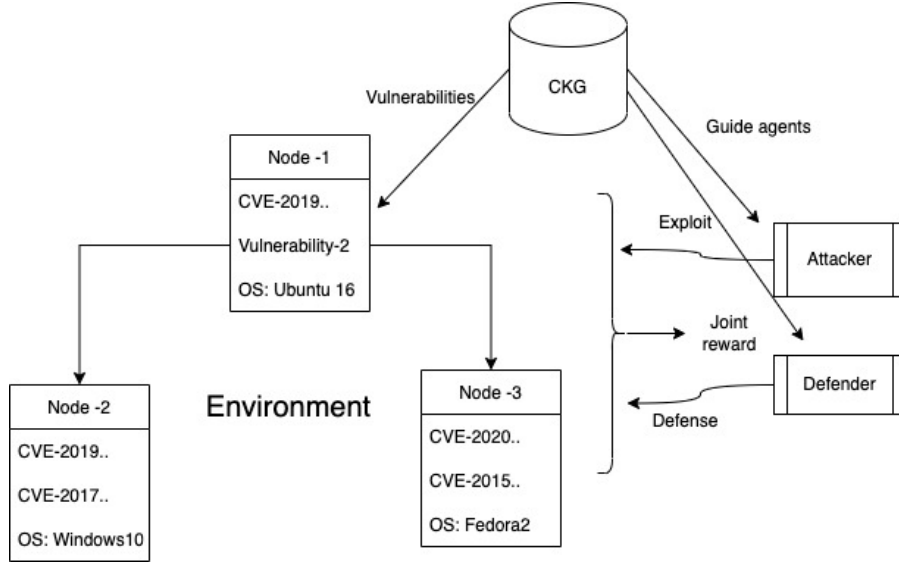 CKG
Vulnerabilities
Guide agents
Node -1
CVE-2019..
Vulnerability-2
OS: Ubuntu 16
Exploit
Attacker
Joint
reward
Defender
Defense
Environment
Node -2
CVE-2019..
CVE-2017..
OS: Windows10
Node -3
CVE-2020..
CVE-2015..
OS: Fedora2